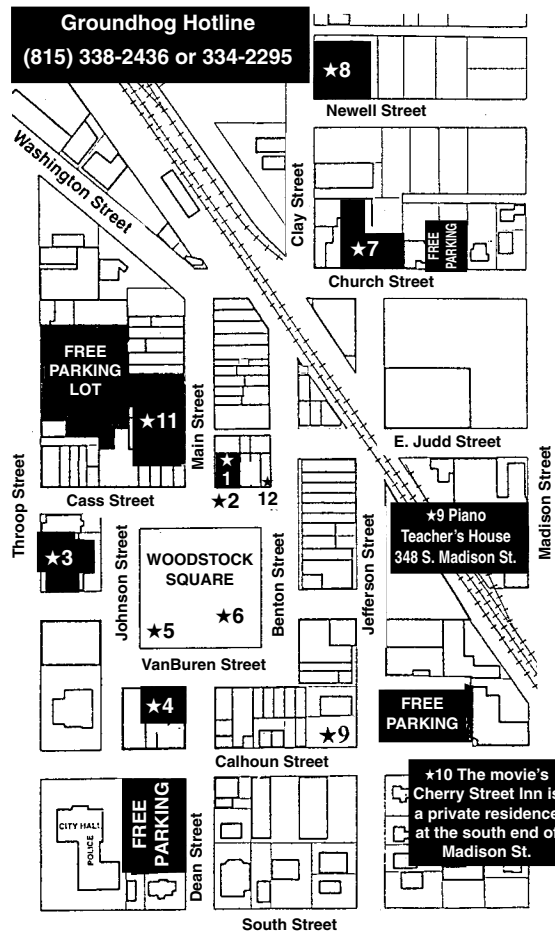 Groundhog Hotline
(815) 338-2436 or 334-2295
★8
Newell Street
Washington Street
Clay Street
★7
FREE
PARKING
Church Street
FREE
PARKING
LOT
★11
Main Street
★
1
E. Judd Street
★2
★
12
Cass Street
Throop Street
★3
Johnson Street
WOODSTOCK
SQUARE
★5
★6
Benton Street
Jefferson Street
★9 Piano
Teacher's House
348 S. Madison St.
Madison Street
VanBuren Street
★4
★9
FREE
PARKING
Calhoun Street
★10 The movie's
Cherry Street Inn is
a private residence
at the south end of
Madison St.
CITY HALL
POLICE
FREE
PARKING
Dean Street
South Street